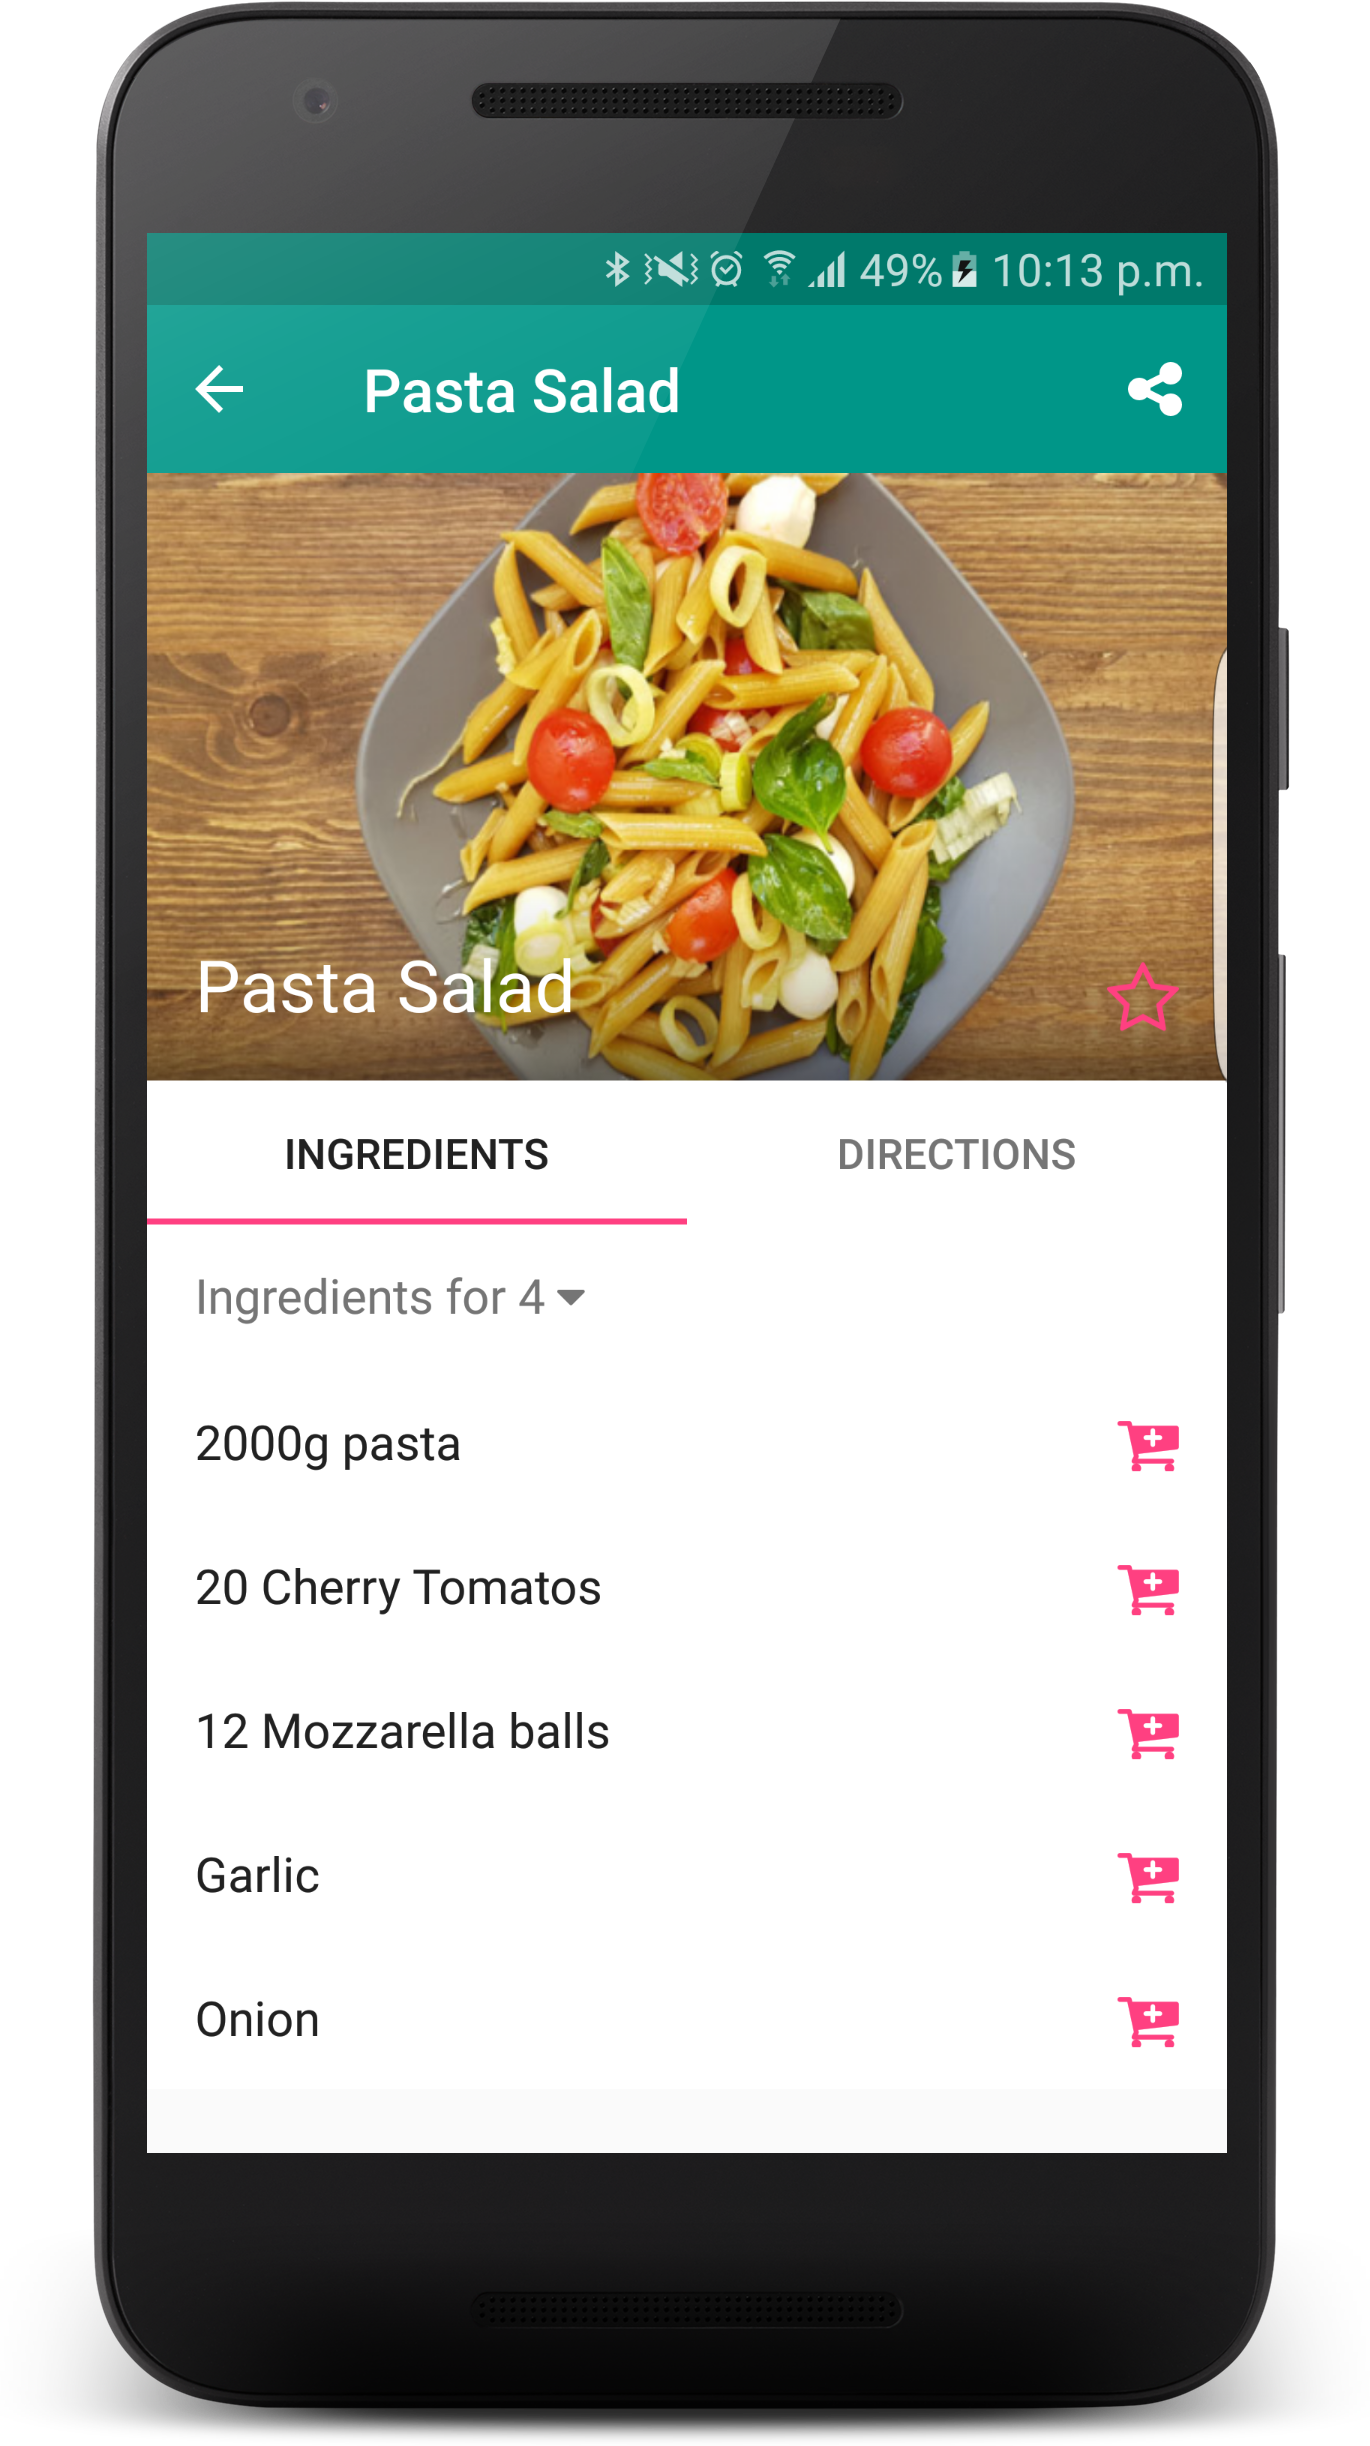 49% 10:13 p.m.
Pasta Salad
Pasta Salad
INGREDIENTS
DIRECTIONS
Ingredients for 4
2000g pasta
20 Cherry Tomatos
12 Mozzarella balls
Garlic
Onion